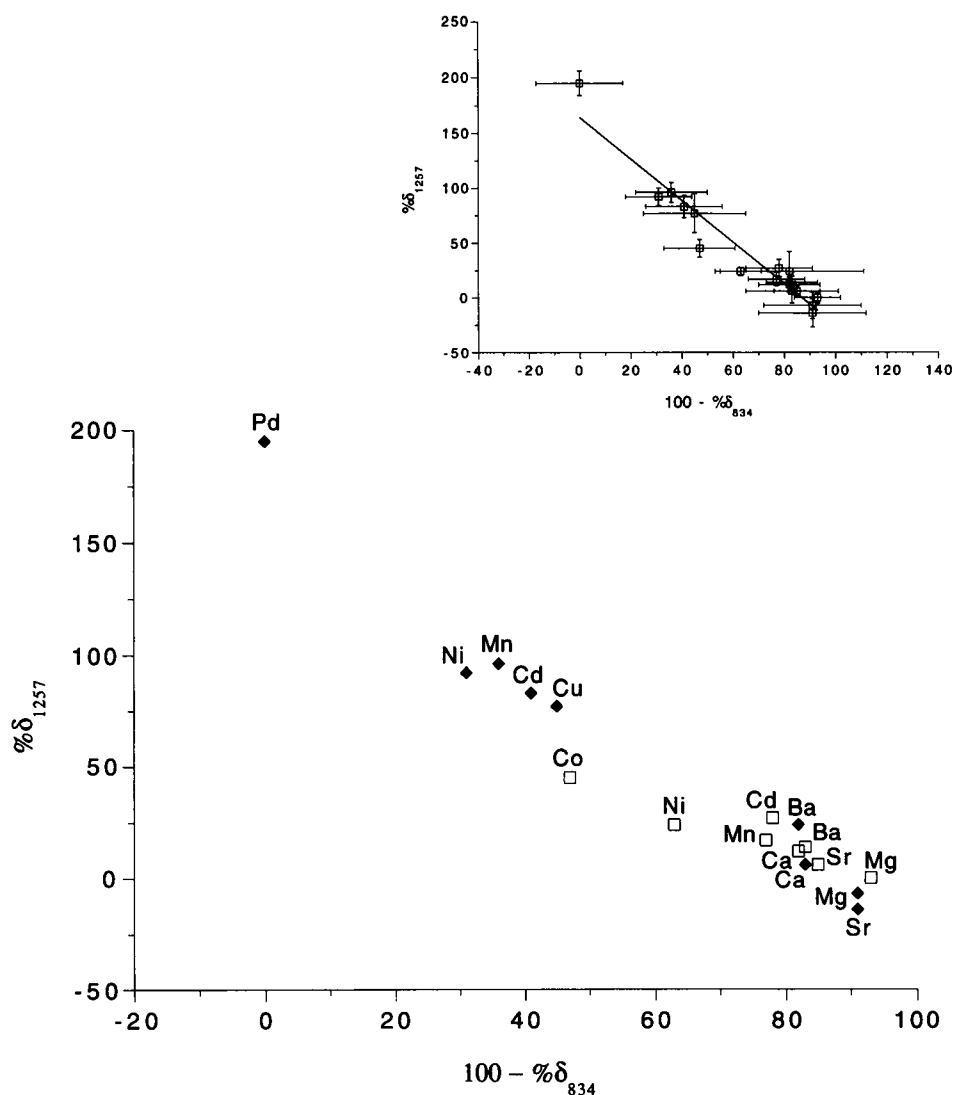 250
200
150
100
50
0
-50
%δ1257
-40 -20 0 20 40 60 80 100 120 140
100 - %δ834
200
150
100
50
0
-50
%δ1257
Pd
Ni Mn
Cd Cu
Co
Ni
Cd Ba
Mn Ba
Ca Sr Mg
Ca
Mg
Sr
-20 0 20 40 60 80 100
100 – %δ834